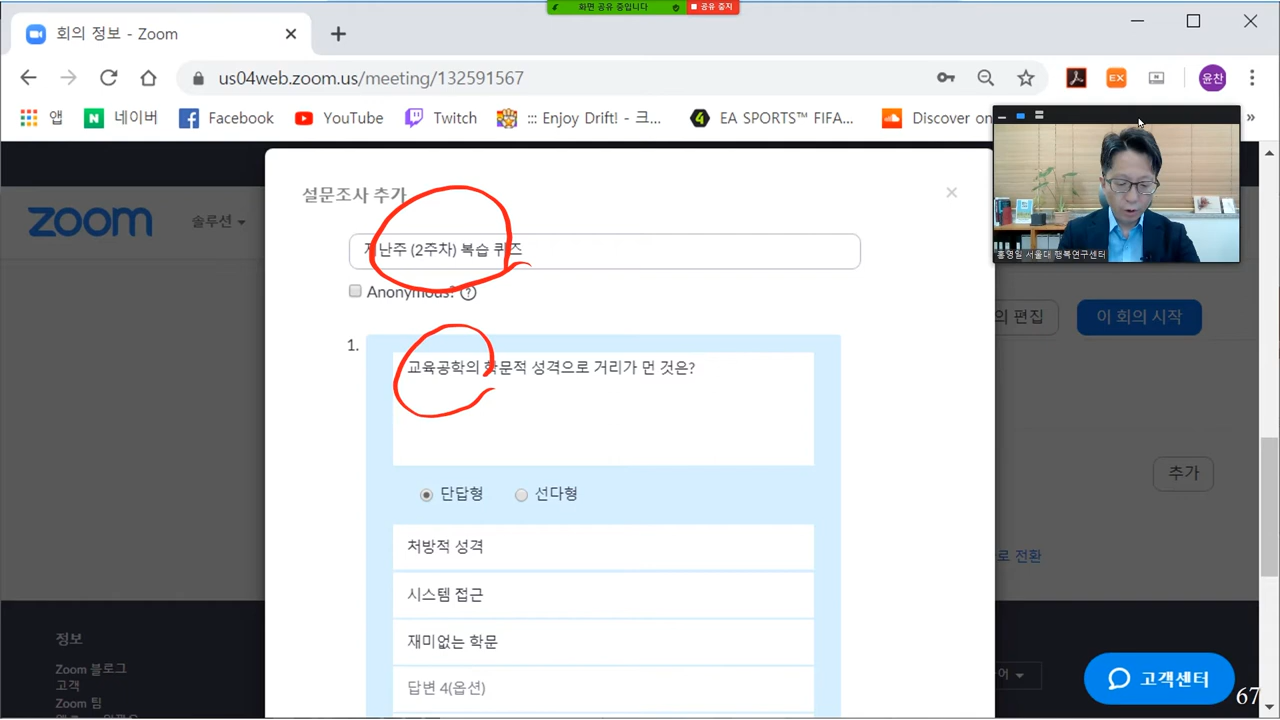 화면 공유 중입니다 공유 중지
회의 정보 - Zoom
us04web.zoom.us/meeting/132591567
EX 윤찬
앱 네이버 Facebook YouTube Twitch ::: Enjoy Drift! - 크... EA SPORTS™ FIFA... Discover on »
홍영일 서울대 행복연구센터
zoom 솔루션
설문조사 추가
지난주 (2주차) 복습 퀴즈
Anonymous? ?
의 편집 이 회의 시작
1.
교육공학의 학문적 성격으로 거리가 먼 것은?
추가
단답형 선다형
처방적 성격
로 전환
시스템 접근
재미없는 학문
답변 4(옵션)
정보
Zoom 블로그
고객
Zoom 팀
어
고객센터
67